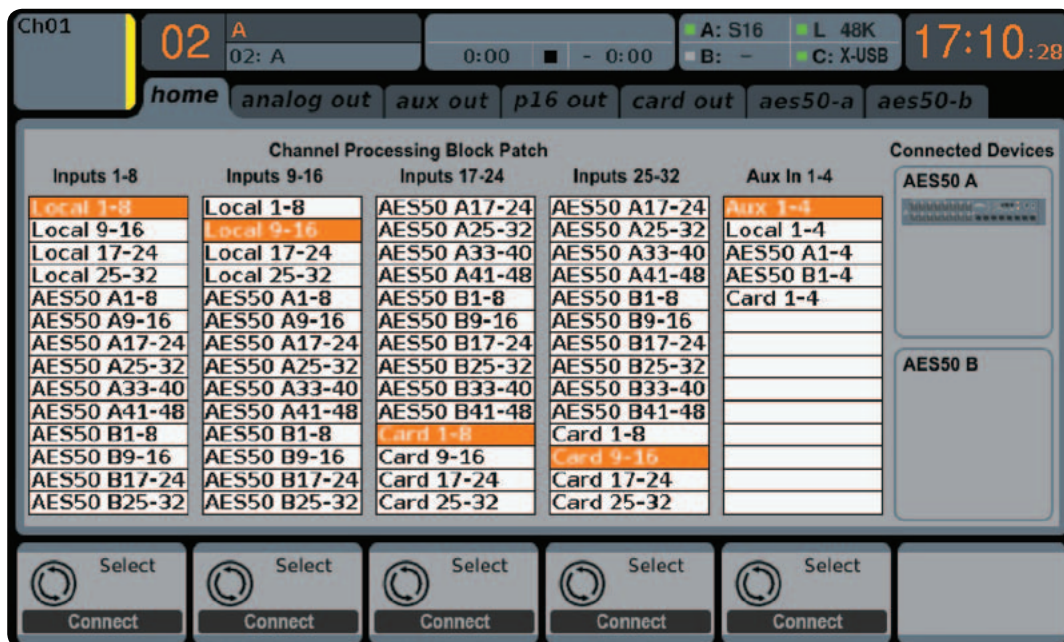 Ch01
02
A
02: A
0:00 - 0:00
A: S16 L 48K
B: - C: X-USB
17:10:28
home analog out aux out p16 out card out aes50-a aes50-b
Channel Processing Block Patch
Connected Devices
Inputs 1-8
Local 1-8
Local 9-16
Local 17-24
Local 25-32
AES50 A1-8
AES50 A9-16
AES50 A17-24
AES50 A25-32
AES50 A33-40
AES50 A41-48
AES50 B1-8
AES50 B9-16
AES50 B17-24
AES50 B25-32
Inputs 9-16
Local 1-8
Local 9-16
Local 17-24
Local 25-32
AES50 A1-8
AES50 A9-16
AES50 A17-24
AES50 A25-32
AES50 A33-40
AES50 A41-48
AES50 B1-8
AES50 B9-16
AES50 B17-24
AES50 B25-32
Inputs 17-24
AES50 A17-24
AES50 A25-32
AES50 A33-40
AES50 A41-48
AES50 B1-8
AES50 B9-16
AES50 B17-24
AES50 B25-32
AES50 B33-40
AES50 B41-48
Card 1-8
Card 9-16
Card 17-24
Card 25-32
Inputs 25-32
AES50 A17-24
AES50 A25-32
AES50 A33-40
AES50 A41-48
AES50 B1-8
AES50 B9-16
AES50 B17-24
AES50 B25-32
AES50 B33-40
AES50 B41-48
Card 1-8
Card 9-16
Card 17-24
Card 25-32
Aux In 1-4
Aux 1-4
Local 1-4
AES50 A1-4
AES50 B1-4
Card 1-4
AES50 A
AES50 B
Select Select Select Select Select
Connect Connect Connect Connect Connect